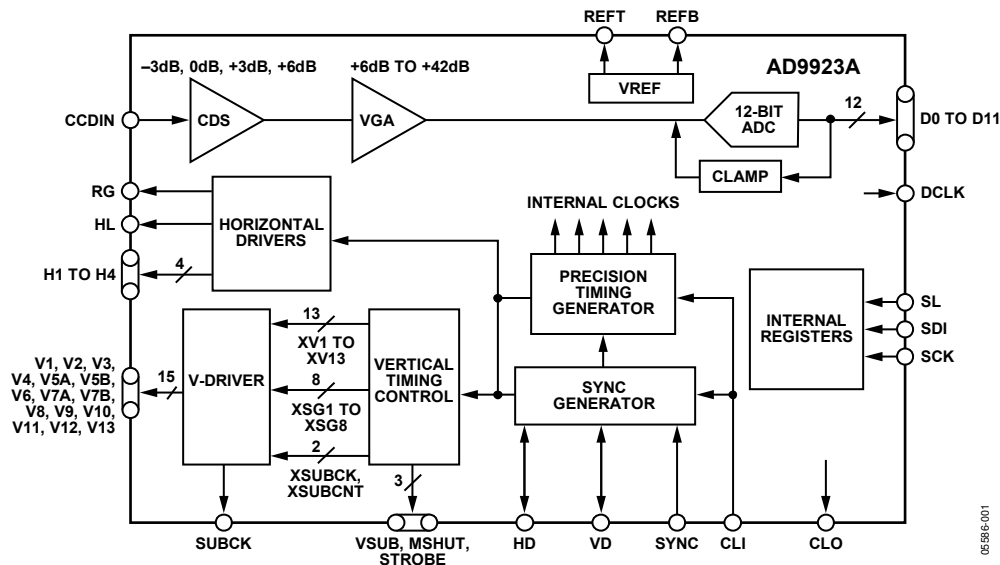 REFT REFB
–3dB, 0dB, +3dB, +6dB +6dB TO +42dB
AD9923A
VREF
CCDIN
CDS
VGA
12-BIT
ADC
12
D0 TO D11
CLAMP
RG
DCLK
HL
HORIZONTAL
DRIVERS
INTERNAL CLOCKS
H1 TO H4
4
PRECISION
TIMING
GENERATOR
INTERNAL
REGISTERS
SL
SDI
SCK
V1, V2, V3,
V4, V5A, V5B,
V6, V7A, V7B,
V8, V9, V10,
V11, V12, V13
15
V-DRIVER
13
XV1 TO
XV13
8
XSG1 TO
XSG8
2
XSUBCK,
XSUBCNT
VERTICAL
TIMING
CONTROL
3
SYNC
GENERATOR
SUBCK
VSUB, MSHUT,
STROBE
HD
VD
SYNC
CLI
CLO
05586-001